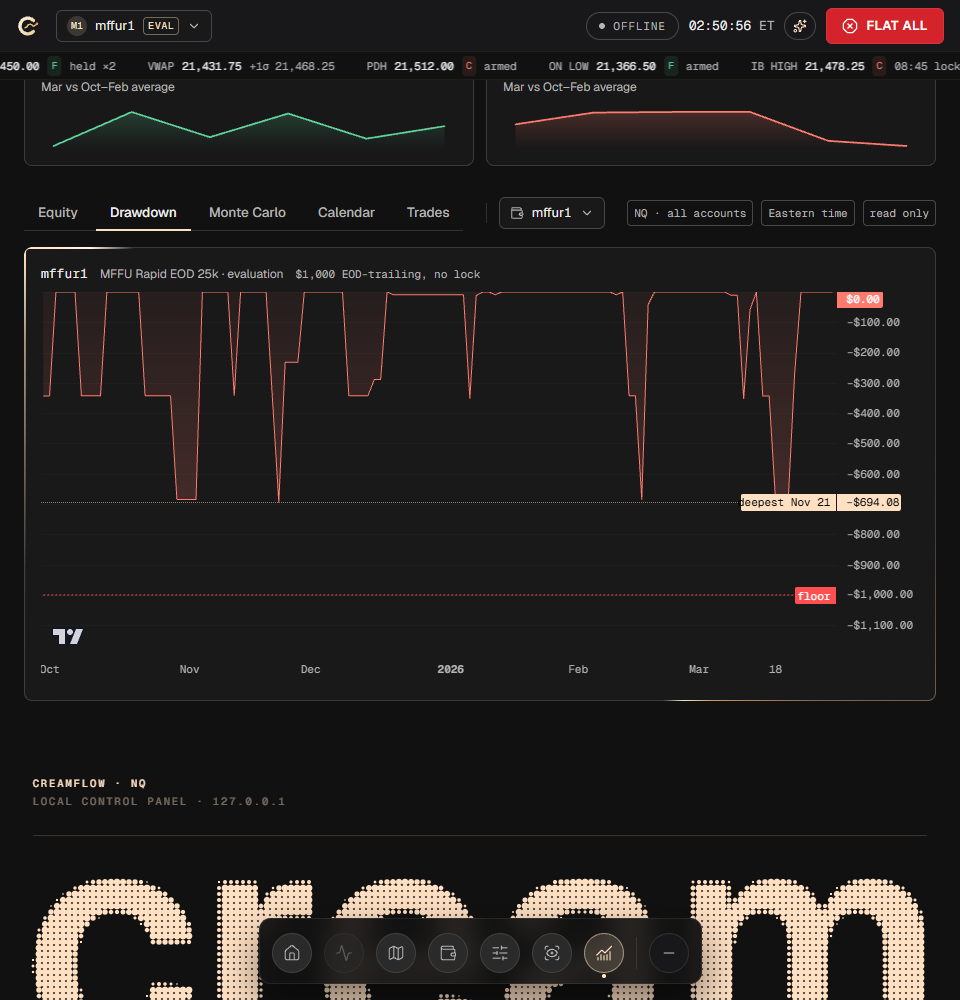 M1 mffur1 EVAL OFFLINE 02:50:56 ET FLAT ALL
450.00 F held ×2 VWAP 21,431.75 +1σ 21,468.25 PDH 21,512.00 C armed ON LOW 21,366.50 F armed IB HIGH 21,478.25 C 08:45 lock
Mar vs Oct–Feb average Mar vs Oct–Feb average
Equity Drawdown Monte Carlo Calendar Trades mffur1 NQ · all accounts Eastern time read only
mffur1 MFFU Rapid EOD 25k · evaluation $1,000 EOD-trailing, no lock
$0.00
−$100.00
−$200.00
−$300.00
−$400.00
−$500.00
−$600.00
deepest Nov 21 −$694.08
−$800.00
−$900.00
floor −$1,000.00
−$1,100.00
Oct Nov Dec 2026 Feb Mar 18
CREAMFLOW · NQ
LOCAL CONTROL PANEL · 127.0.0.1
cream